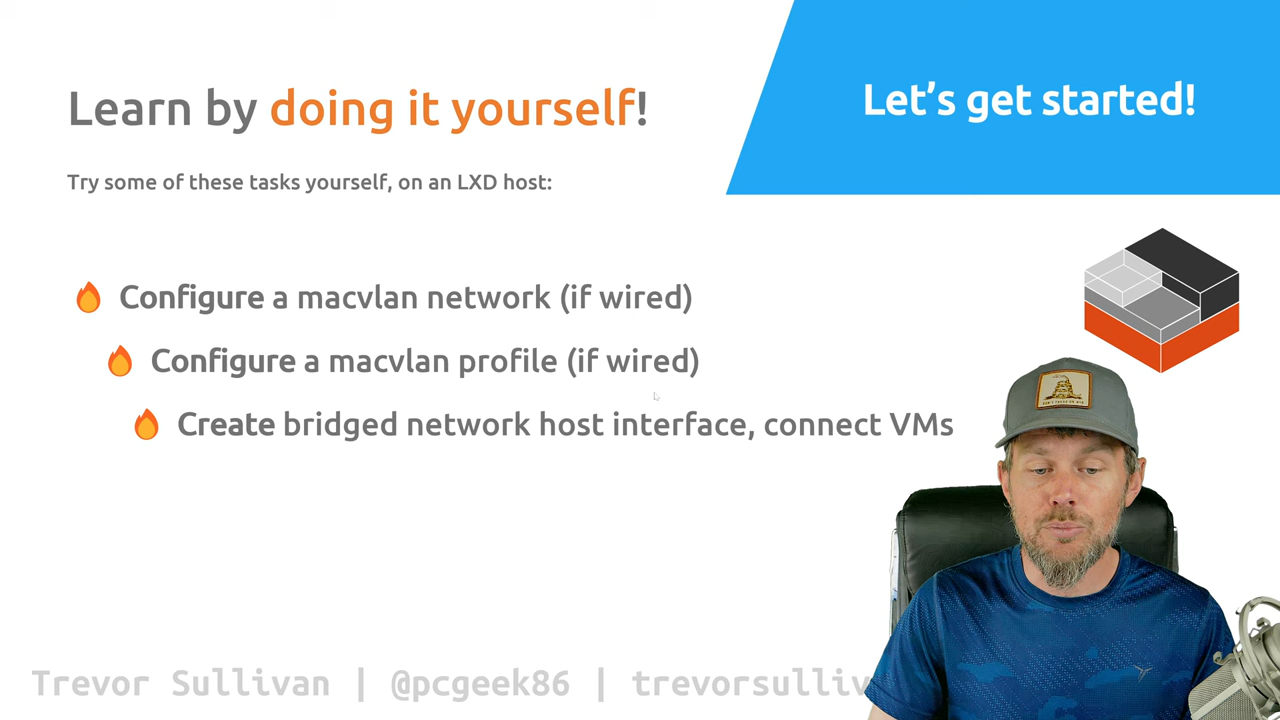 Let's get started!
Learn by doing it yourself!
Try some of these tasks yourself, on an LXD host:
Configure a macvlan network (if wired)
Configure a macvlan profile (if wired)
Create bridged network host interface, connect VMs
Trevor Sullivan | @pcgeek86 |